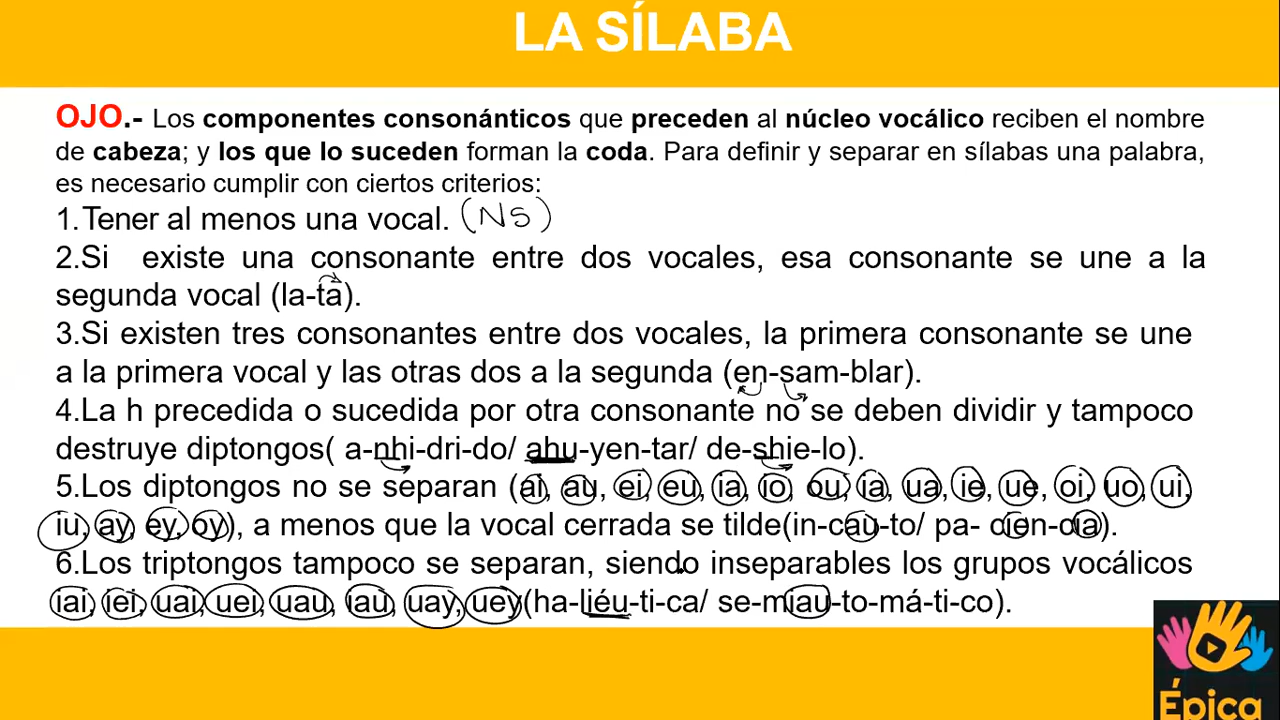 LA SÍLABA
OJO.- Los componentes consonánticos que preceden al núcleo vocálico reciben el nombre
de cabeza; y los que lo suceden forman la coda. Para definir y separar en sílabas una palabra,
es necesario cumplir con ciertos criterios:
1.Tener al menos una vocal. (NS)
2.Si existe una consonante entre dos vocales, esa consonante se une a la
segunda vocal (la-ta).
3.Si existen tres consonantes entre dos vocales, la primera consonante se une
a la primera vocal y las otras dos a la segunda (en-sam-blar).
4.La h precedida o sucedida por otra consonante no se deben dividir y tampoco
destruye diptongos( a-nhi-dri-do/ ahu-yen-tar/ de-shie-lo).
5.Los diptongos no se separan (ai, au, ei, eu, ia, io, ou, ia, ua, ie, ue, oi, uo, ui,
iu, ay, ey, oy), a menos que la vocal cerrada se tilde(in-cau-to/ pa- cien-cia).
6.Los triptongos tampoco se separan, siendo inseparables los grupos vocálicos
iai, iei, uai, uei, uau, iau, uay, uey(ha-liéu-ti-ca/ se-miau-to-má-ti-co).
Épica